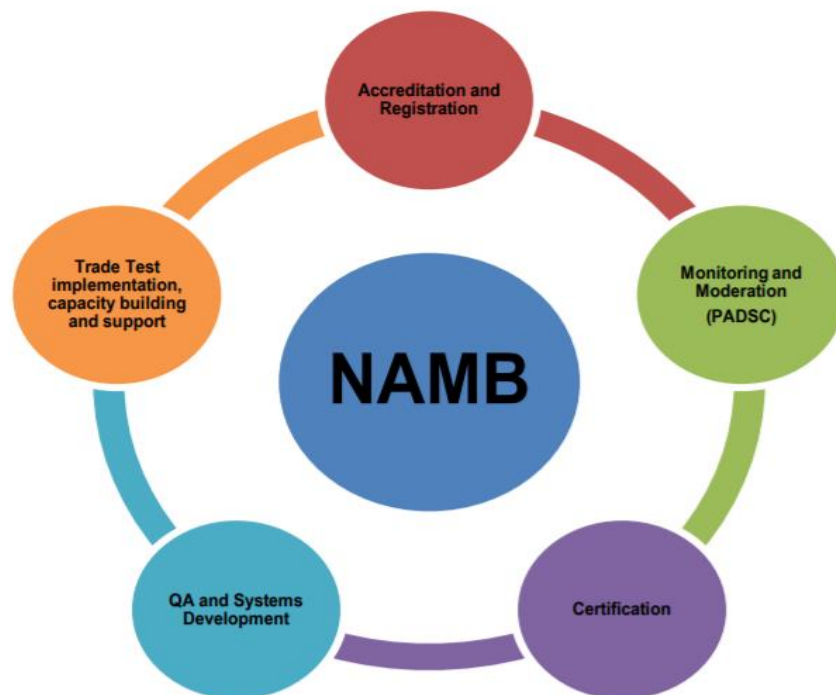 Accreditation and
Registration
Monitoring and
Moderation
(PADSC)
Certification
QA and Systems
Development
Trade Test
implementation,
capacity building
and support
NAMB